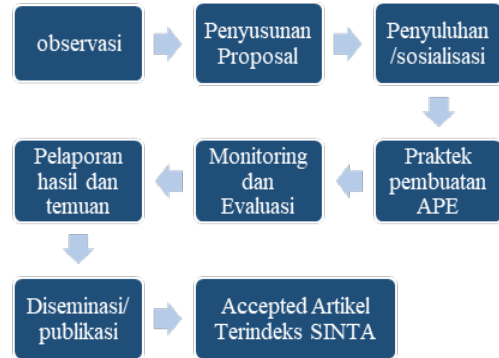 observasi
Penyusunan
Proposal
Penyuluhan
/sosialisasi
Praktek
pembuatan
APE
Monitoring
dan
Evaluasi
Pelaporan
hasil dan
temuan
Diseminasi/
publikasi
Accepted Artikel
Terindeks SINTA